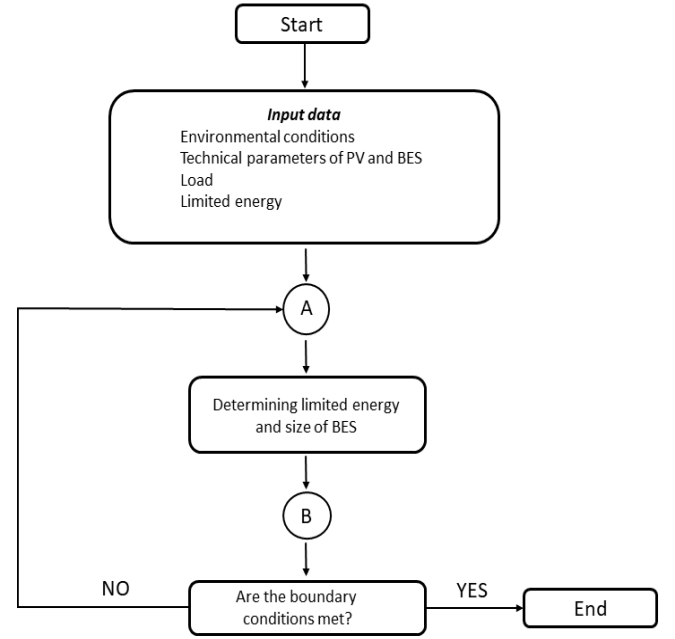 Start
Input data
Environmental conditions
Technical parameters of PV and BES
Load
Limited energy
A
Determining limited energy
and size of BES
B
NO
Are the boundary
conditions met?
YES
End